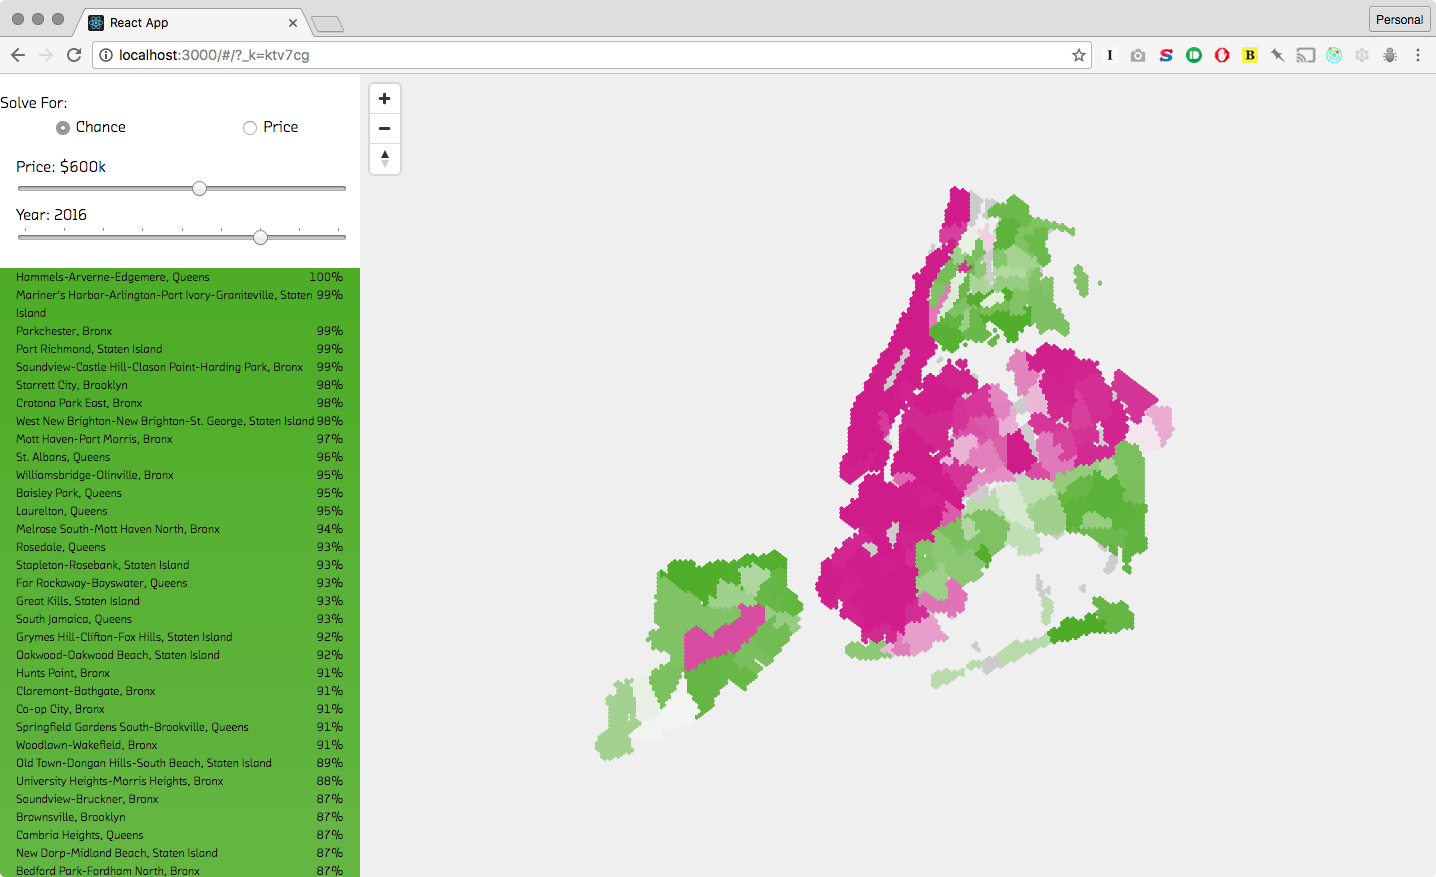 React App
Personal
localhost:3000/#/?_k=ktv7cg
Solve For:
Chance Price
Price: $600k
Year: 2016
Hammels-Arverne-Edgemere, Queens 100%
Mariner's Harbor-Arlington-Port Ivory-Graniteville, Staten 99%
Island
Parkchester, Bronx 99%
Port Richmond, Staten Island 99%
Soundview-Castle Hill-Clason Point-Harding Park, Bronx 99%
Starrett City, Brooklyn 98%
Crotona Park East, Bronx 98%
West New Brighton-New Brighton-St. George, Staten Island 98%
Mott Haven-Port Morris, Bronx 97%
St. Albans, Queens 96%
Williamsbridge-Olinville, Bronx 95%
Baisley Park, Queens 95%
Laurelton, Queens 95%
Melrose South-Mott Haven North, Bronx 94%
Rosedale, Queens 93%
Stapleton-Rosebank, Staten Island 93%
Far Rockaway-Bayswater, Queens 93%
Great Kills, Staten Island 93%
South Jamaica, Queens 93%
Grymes Hill-Clifton-Fox Hills, Staten Island 92%
Oakwood-Oakwood Beach, Staten Island 92%
Hunts Point, Bronx 91%
Claremont-Bathgate, Bronx 91%
Co-op City, Bronx 91%
Springfield Gardens South-Brookville, Queens 91%
Woodlawn-Wakefield, Bronx 91%
Old Town-Dongan Hills-South Beach, Staten Island 89%
University Heights-Morris Heights, Bronx 88%
Soundview-Bruckner, Bronx 87%
Brownsville, Brooklyn 87%
Cambria Heights, Queens 87%
New Dorp-Midland Beach, Staten Island 87%
Bedford Park-Fordham North, Bronx 87%